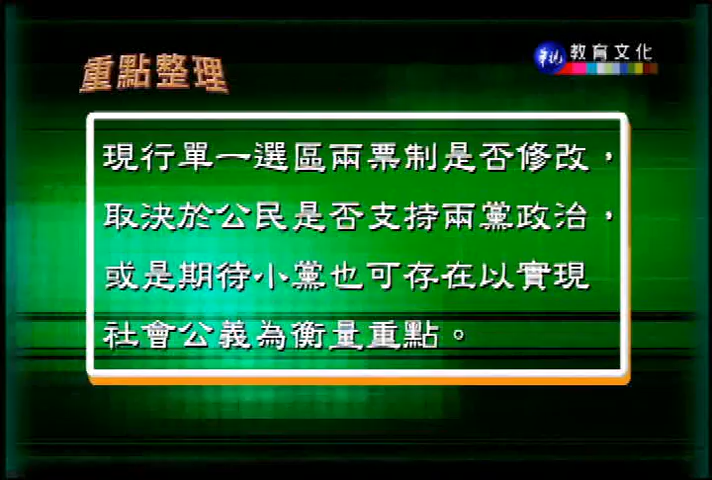 重點整理
華視 教育文化
現行單一選區兩票制是否修改，
取決於公民是否支持兩黨政治，
或是期待小黨也可存在以實現
社會公義為衡量重點。